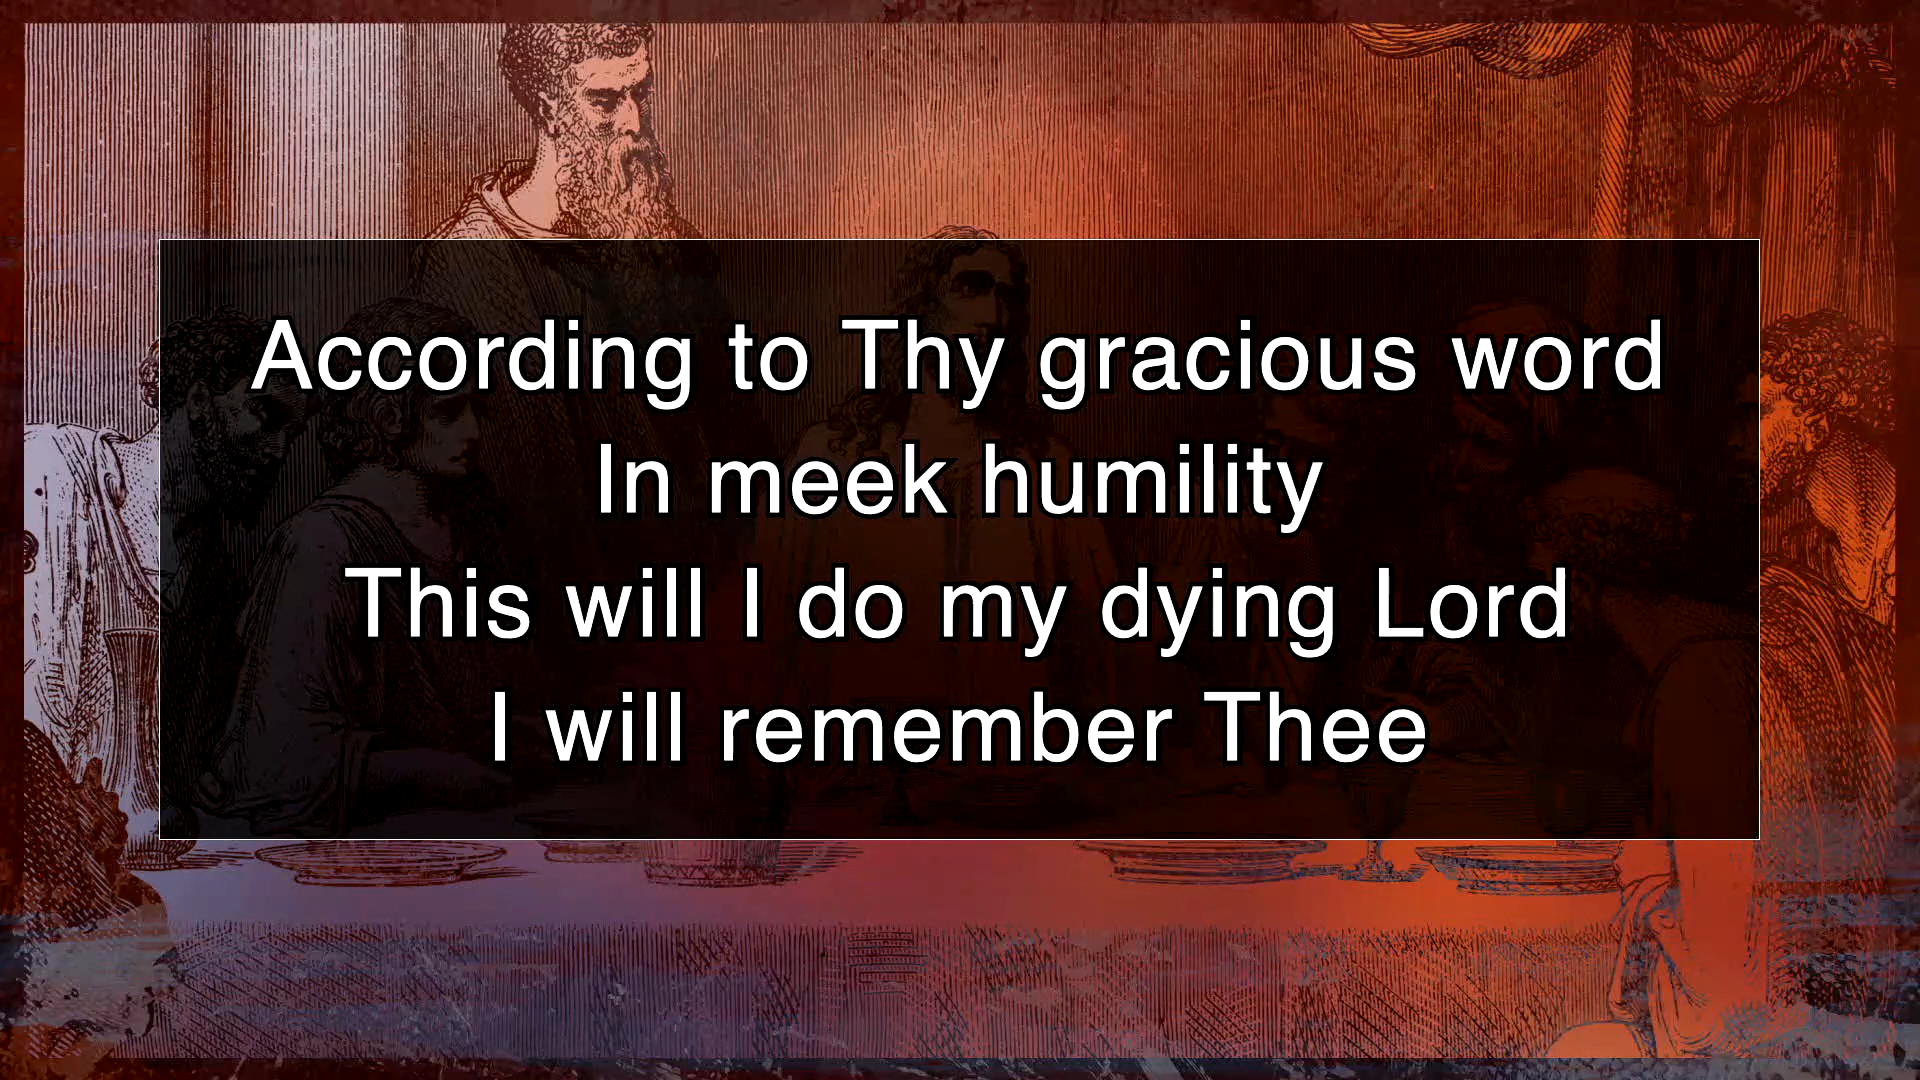 According to Thy gracious word
In meek humility
This will I do my dying Lord
I will remember Thee